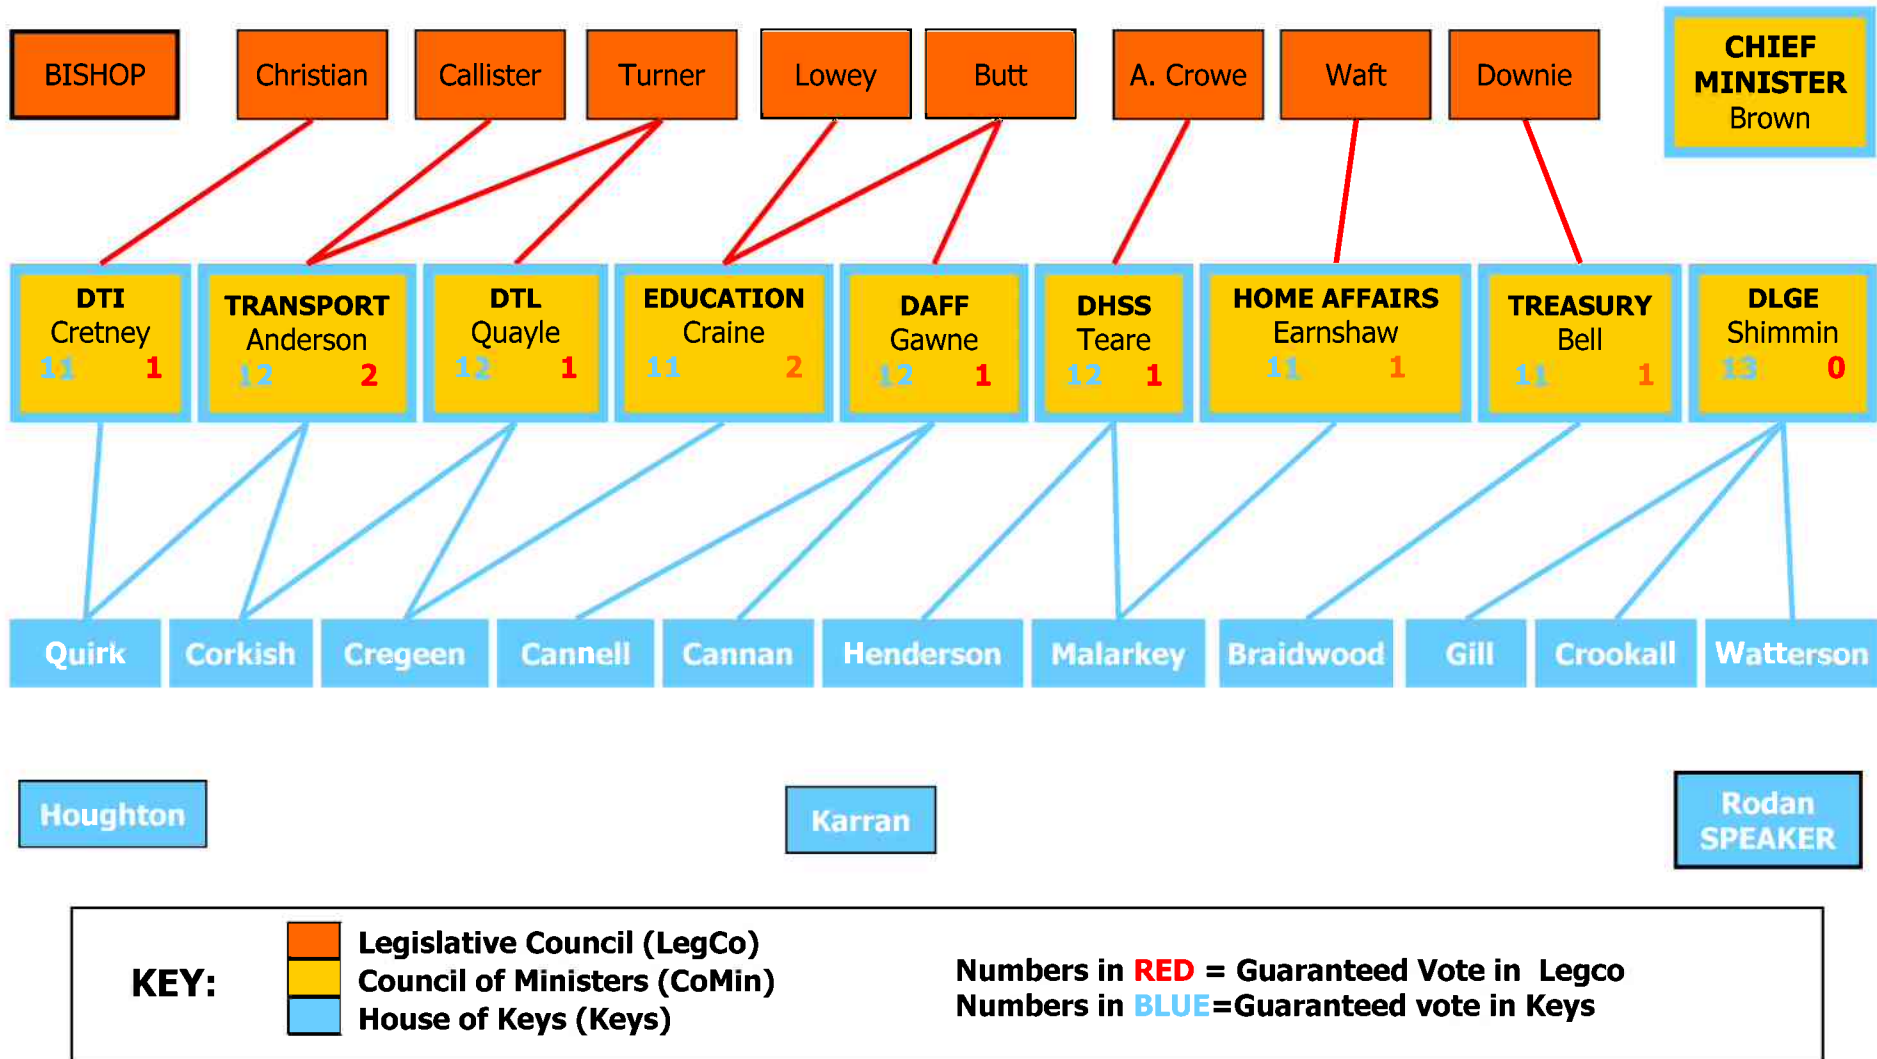 BISHOP
Christian
Callister
Turner
Lowey
Butt
A. Crowe
Waft
Downie
CHIEF
MINISTER
Brown
DTI
Cretney
11 1
TRANSPORT
Anderson
12 2
DTL
Quayle
12 1
EDUCATION
Craine
11 2
DAFF
Gawne
12 1
DHSS
Teare
12 1
HOME AFFAIRS
Earnshaw
11 1
TREASURY
Bell
11 1
DLGE
Shimmin
13 0
Quirk
Corkish
Cregeen
Cannell
Cannan
Henderson
Malarkey
Braidwood
Gill
Crookall
Watterson
Houghton
Karran
Rodan
SPEAKER
KEY:
Legislative Council (LegCo)
Council of Ministers (CoMin)
House of Keys (Keys)
Numbers in RED = Guaranteed Vote in Legco
Numbers in BLUE=Guaranteed vote in Keys